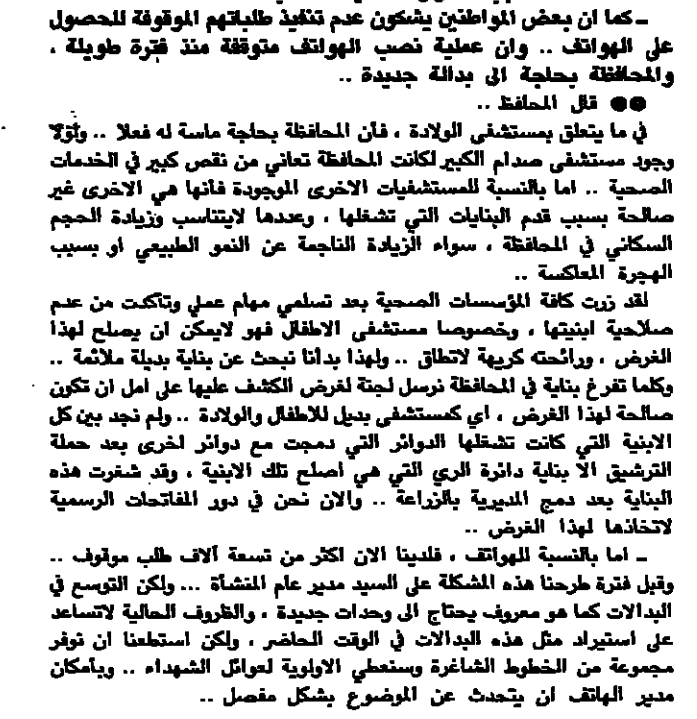 ـ كما ان بعض المواطنين يشكون عدم تنفيذ طلباتهم الموقوفة للحصول
على الهواتف .. وان عملية نصب الهواتف متوقفة منذ فترة طويلة ،
والمحافظة بحاجة الى بدالة جديدة ..
●● قال المحافظ ..
في ما يتعلق بمستشفى الولادة ، فأن المحافظة بحاجة ماسة له فعلا .. ولولا
وجود مستشفى صدام الكبير لكانت المحافظة تعاني من نقص كبير في الخدمات
الصحية .. اما بالنسبة للمستشفيات الاخرى الموجودة فأنها هي الاخرى غير
صالحة بسبب قدم البنايات التي تشغلها ، وعددها لايتناسب وزيادة الحجم
السكاني في المحافظة ، سواء الزيادة الناجمة عن النمو الطبيعي او بسبب
الهجرة المعاكسة ..
لقد زرت كافة المؤسسات الصحية بعد تسلمي مهام عملي وتأكدت من عدم
صلاحية ابنيتها ، وخصوصا مستشفى الاطفال فهو لايمكن ان يصلح لهذا
الغرض ، ورائحته كريهة لاتطاق .. ولهذا بدأنا نبحث عن بناية بديلة ملائمة ..
وكلما تفرغ بناية في المحافظة نرسل لجنة لغرض الكشف عليها على امل ان تكون
صالحة لهذا الغرض ، اي كمستشفى بديل للاطفال والولادة .. ولم نجد بين كل
الابنية التي كانت تشغلها الدوائر التي دمجت مع دوائر اخرى بعد حملة
الترشيق الا بناية دائرة الري التي هي اصلح تلك الابنية ، وقد شغرت هذه
البناية بعد دمج المديرية بالزراعة .. والان نحن في دور المفاتحات الرسمية
لاتخاذها لهذا الغرض ..
ـ اما بالنسبة للهواتف ، فلدينا الان اكثر من تسعة آلاف طلب موقوف ..
وقبل فترة طرحنا هذه المشكلة على السيد مدير عام المنشأة ... ولكن التوسع في
البدالات كما هو معروف يحتاج الى وحدات جديدة ، والظروف الحالية لاتساعد
على استيراد مثل هذه البدالات في الوقت الحاضر ، ولكن استطعنا ان نوفر
مجموعة من الخطوط الشاغرة وسنعطي الاولوية لعوائل الشهداء .. وبأمكان
مدير الهاتف ان يتحدث عن الموضوع بشكل مفصل ..